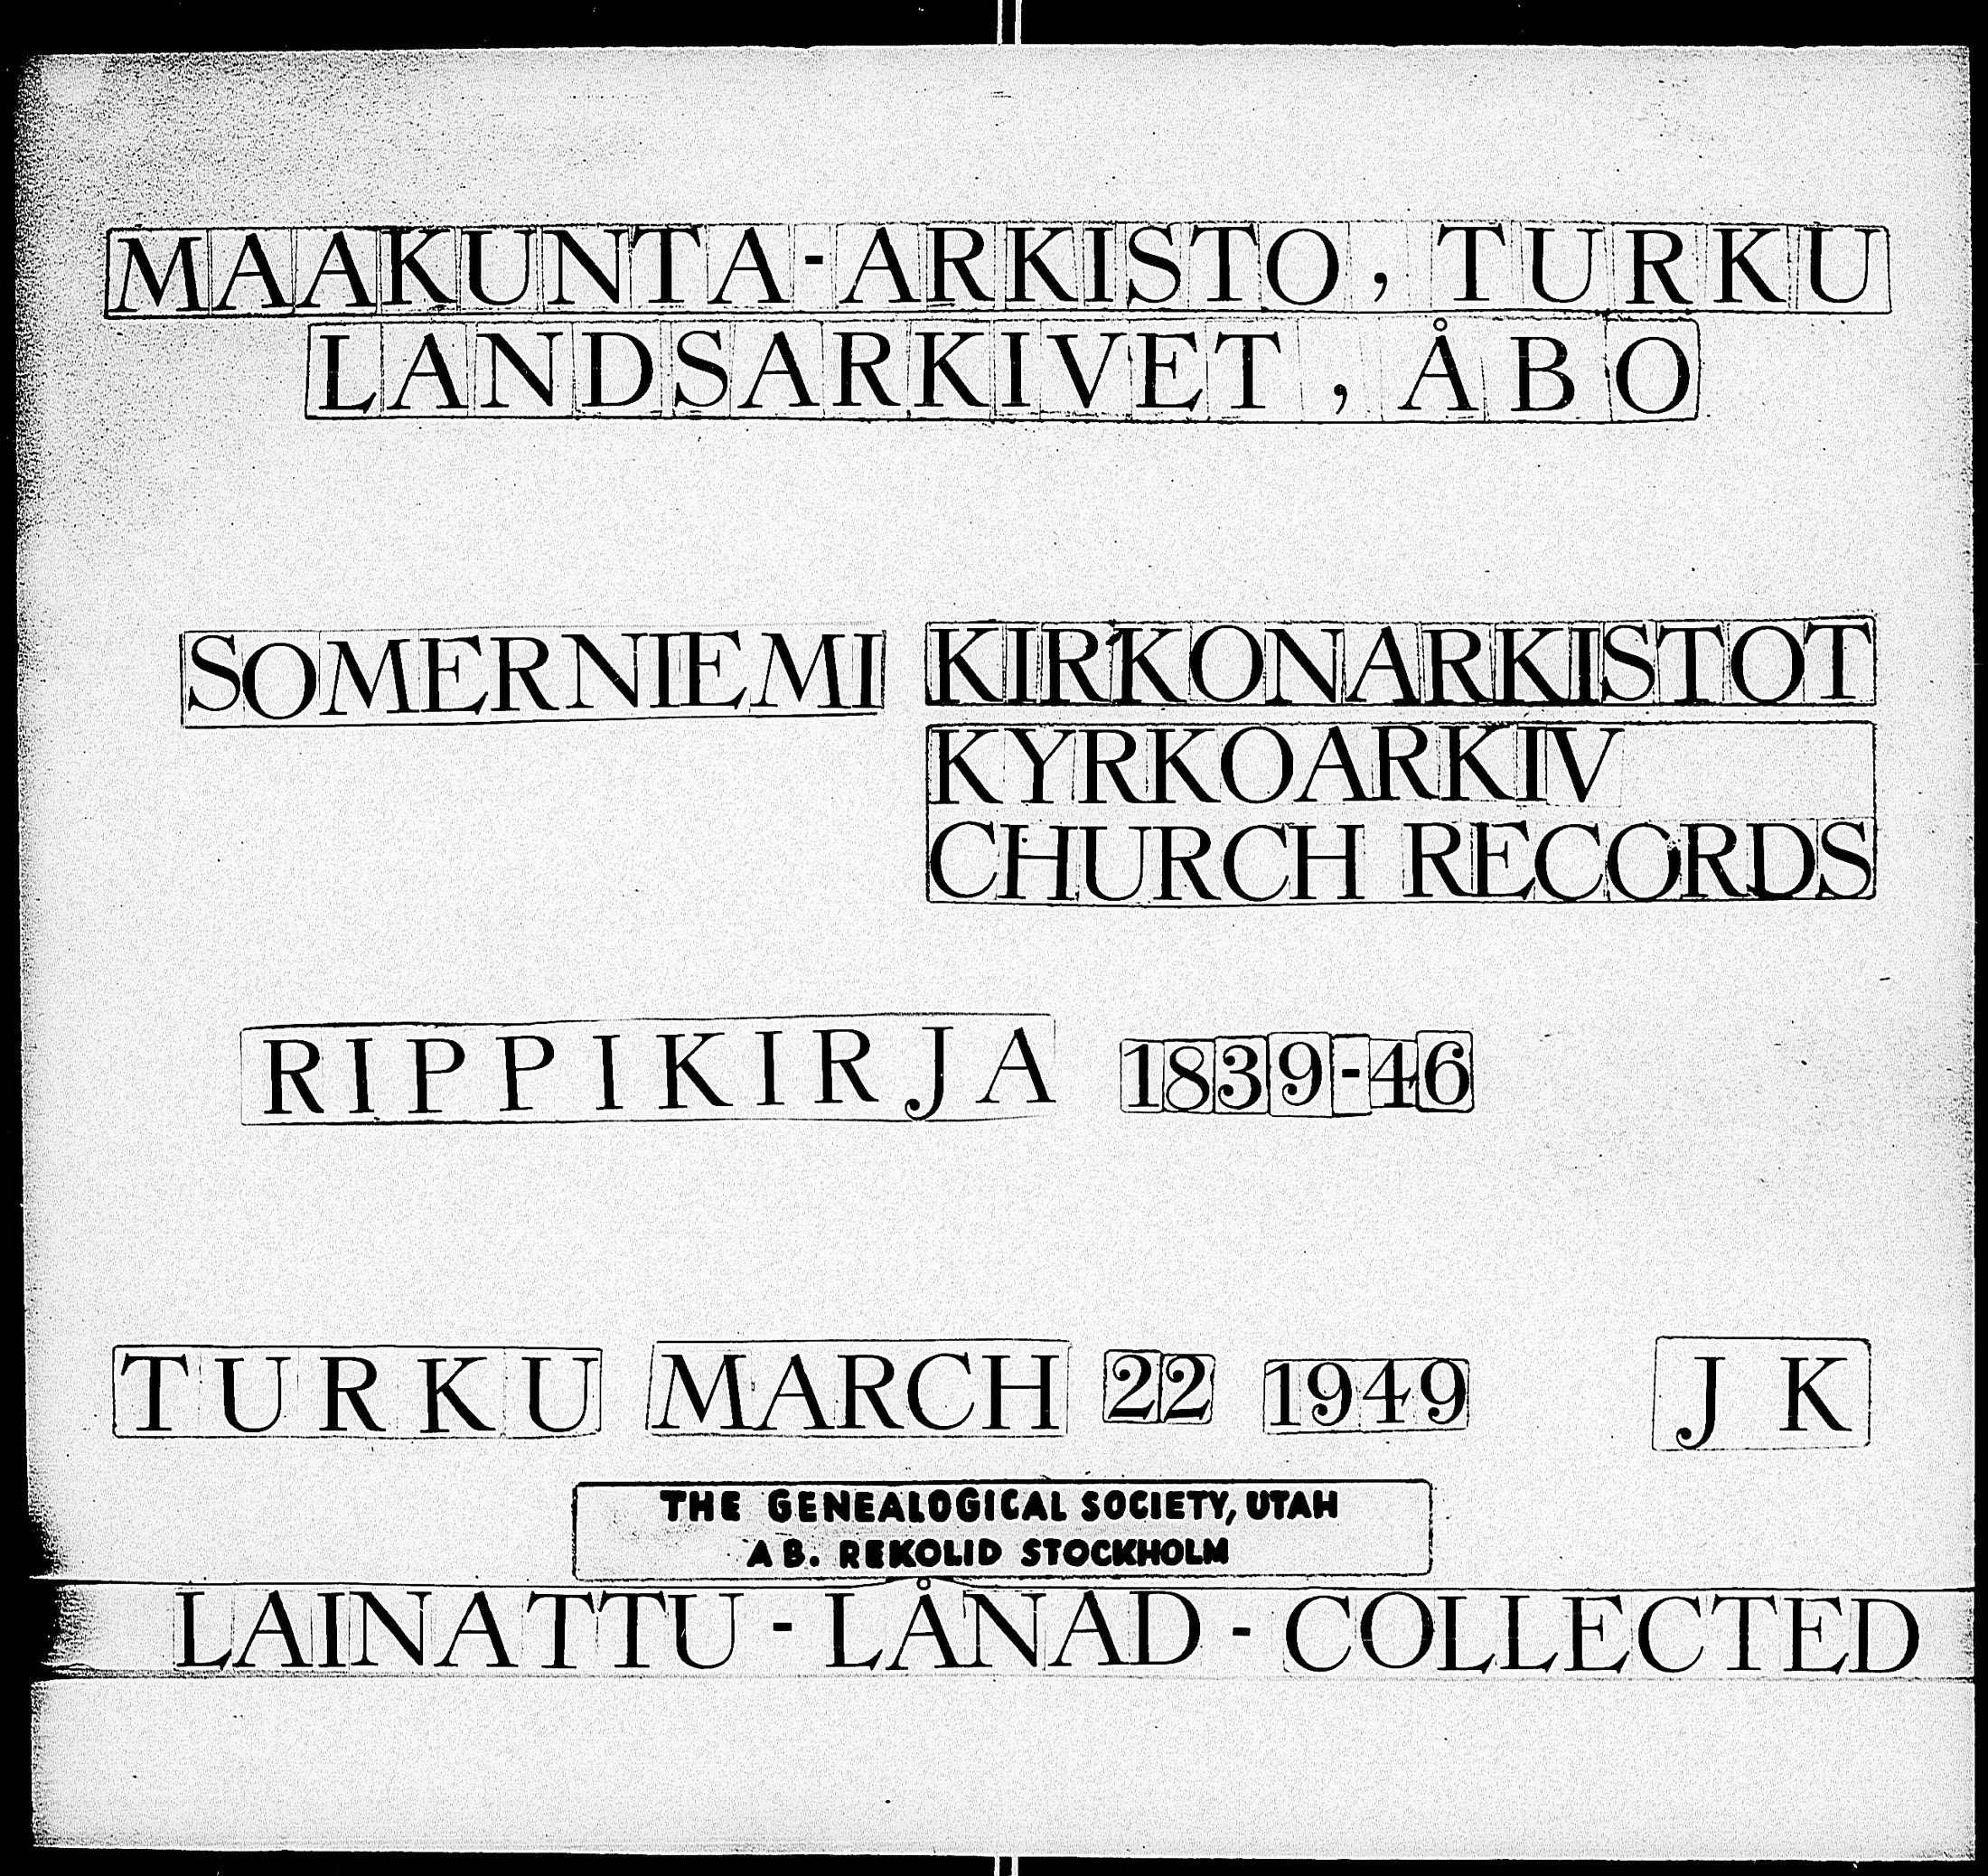 MAAKUNTA-ARKISTO, TURKU
LANDSARKIVET, ÅBO
SOMERNIEMI KIRKONARKISTOT
KYRKOARKIV
CHURCH RECORDS
RIPPIKIRJA 1839-46
TURKU MARCH 22 1949 J K
THE GENEALOGICAL SOCIETY, UTAH
AB. REKOLID STOCKHOLM
LAINATTU - LÅNAD - COLLECTED